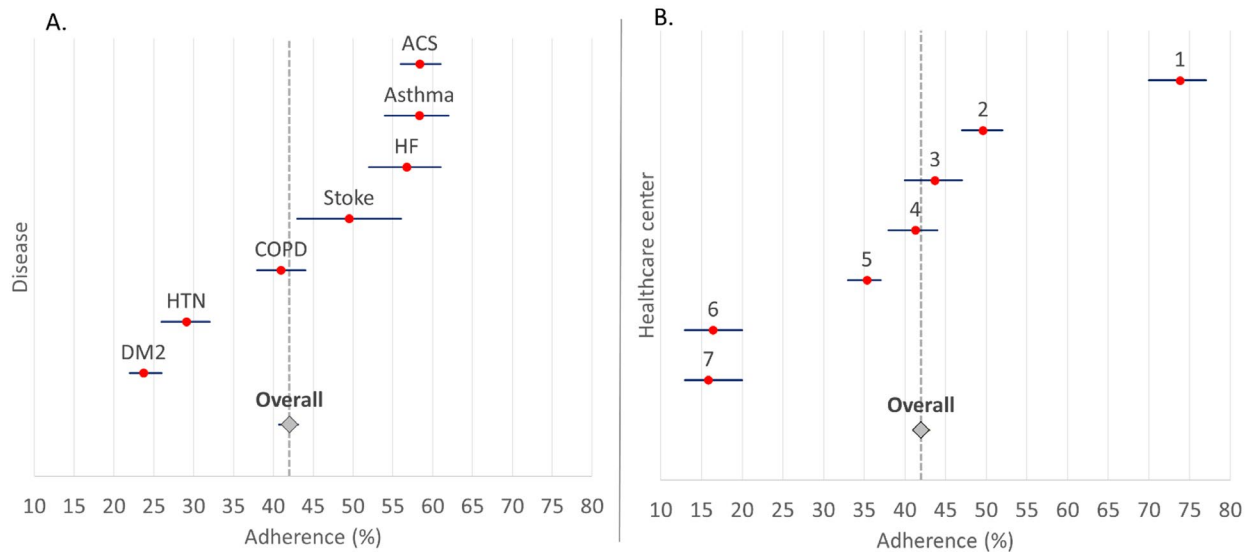 A.
ACS
Asthma
HF
Stoke
COPD
HTN
DM2
Overall
Disease
10 15 20 25 30 35 40 45 50 55 60 65 70 75 80
Adherence (%)
B.
1
2
3
4
5
6
7
Overall
Healthcare center
10 15 20 25 30 35 40 45 50 55 60 65 70 75 80
Adherence (%)